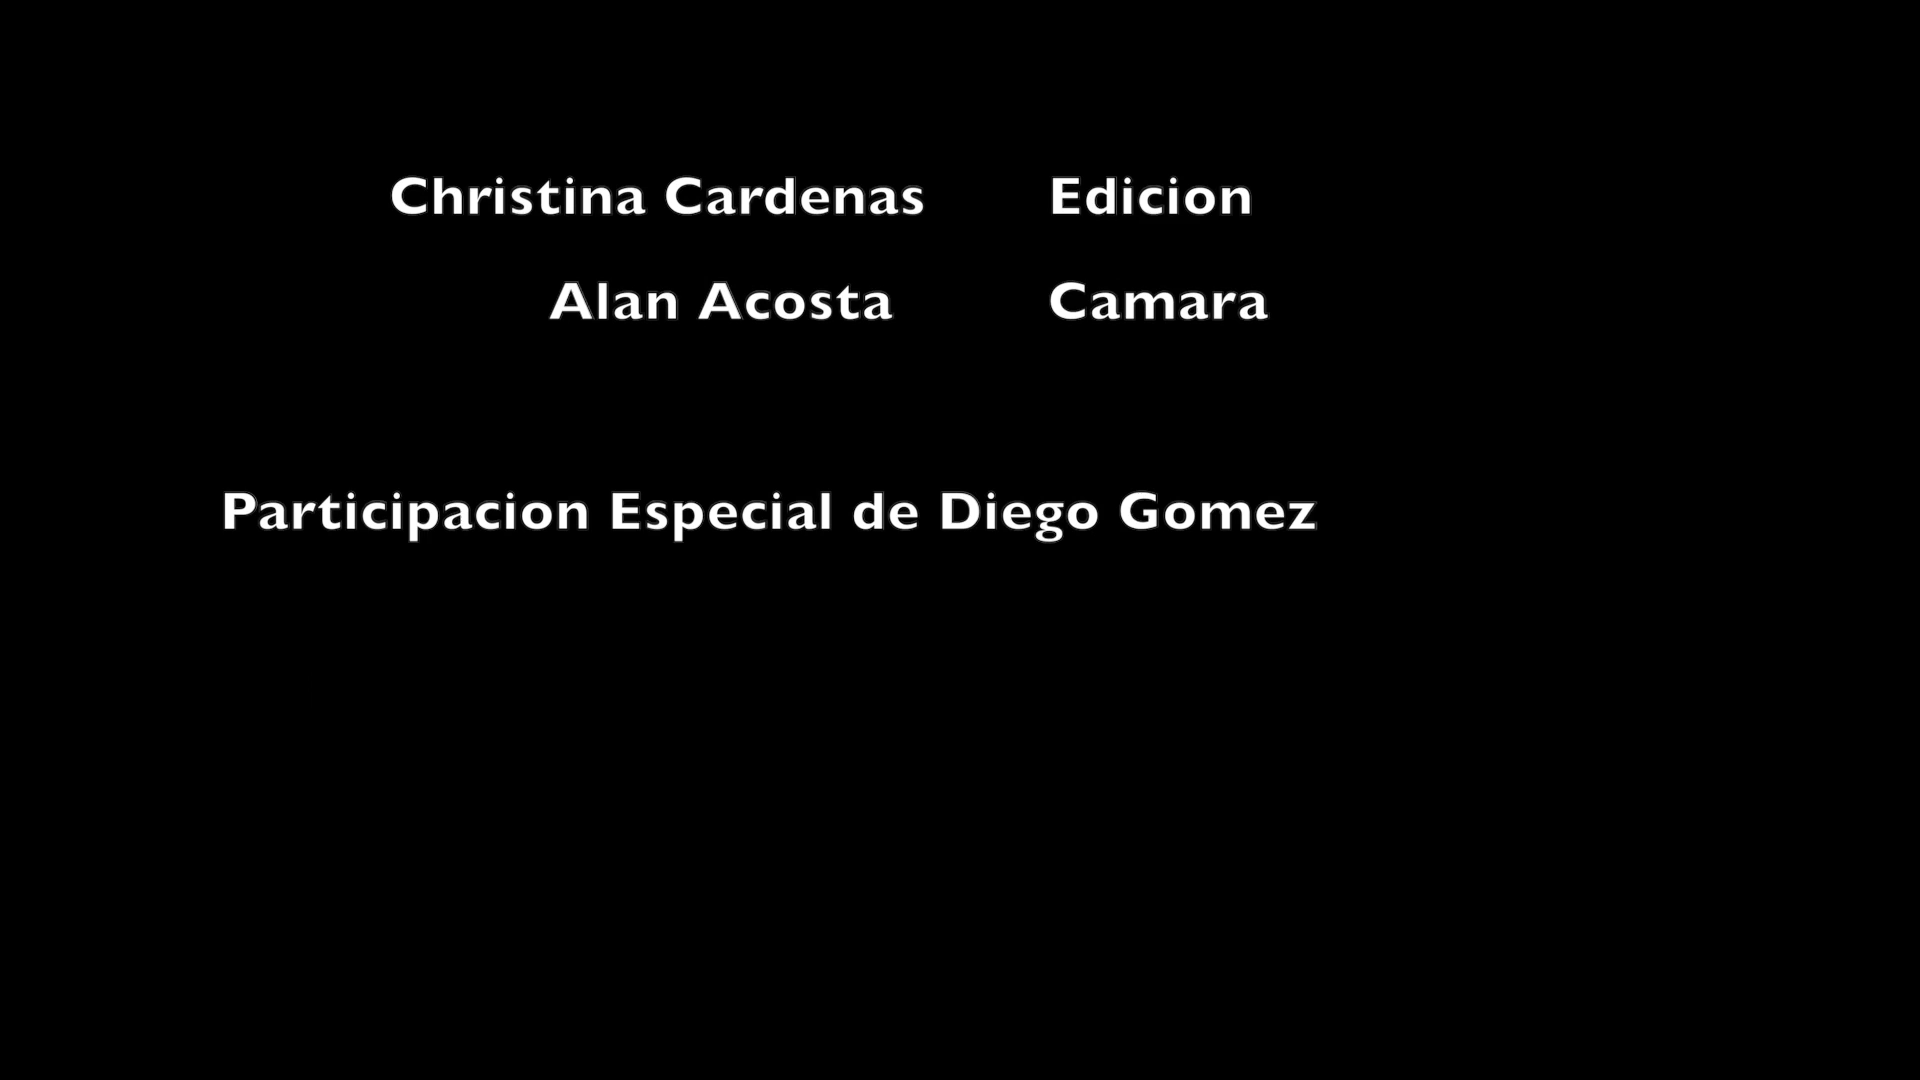 Christina Cardenas Edicion
Alan Acosta Camara
Participacion Especial de Diego Gomez